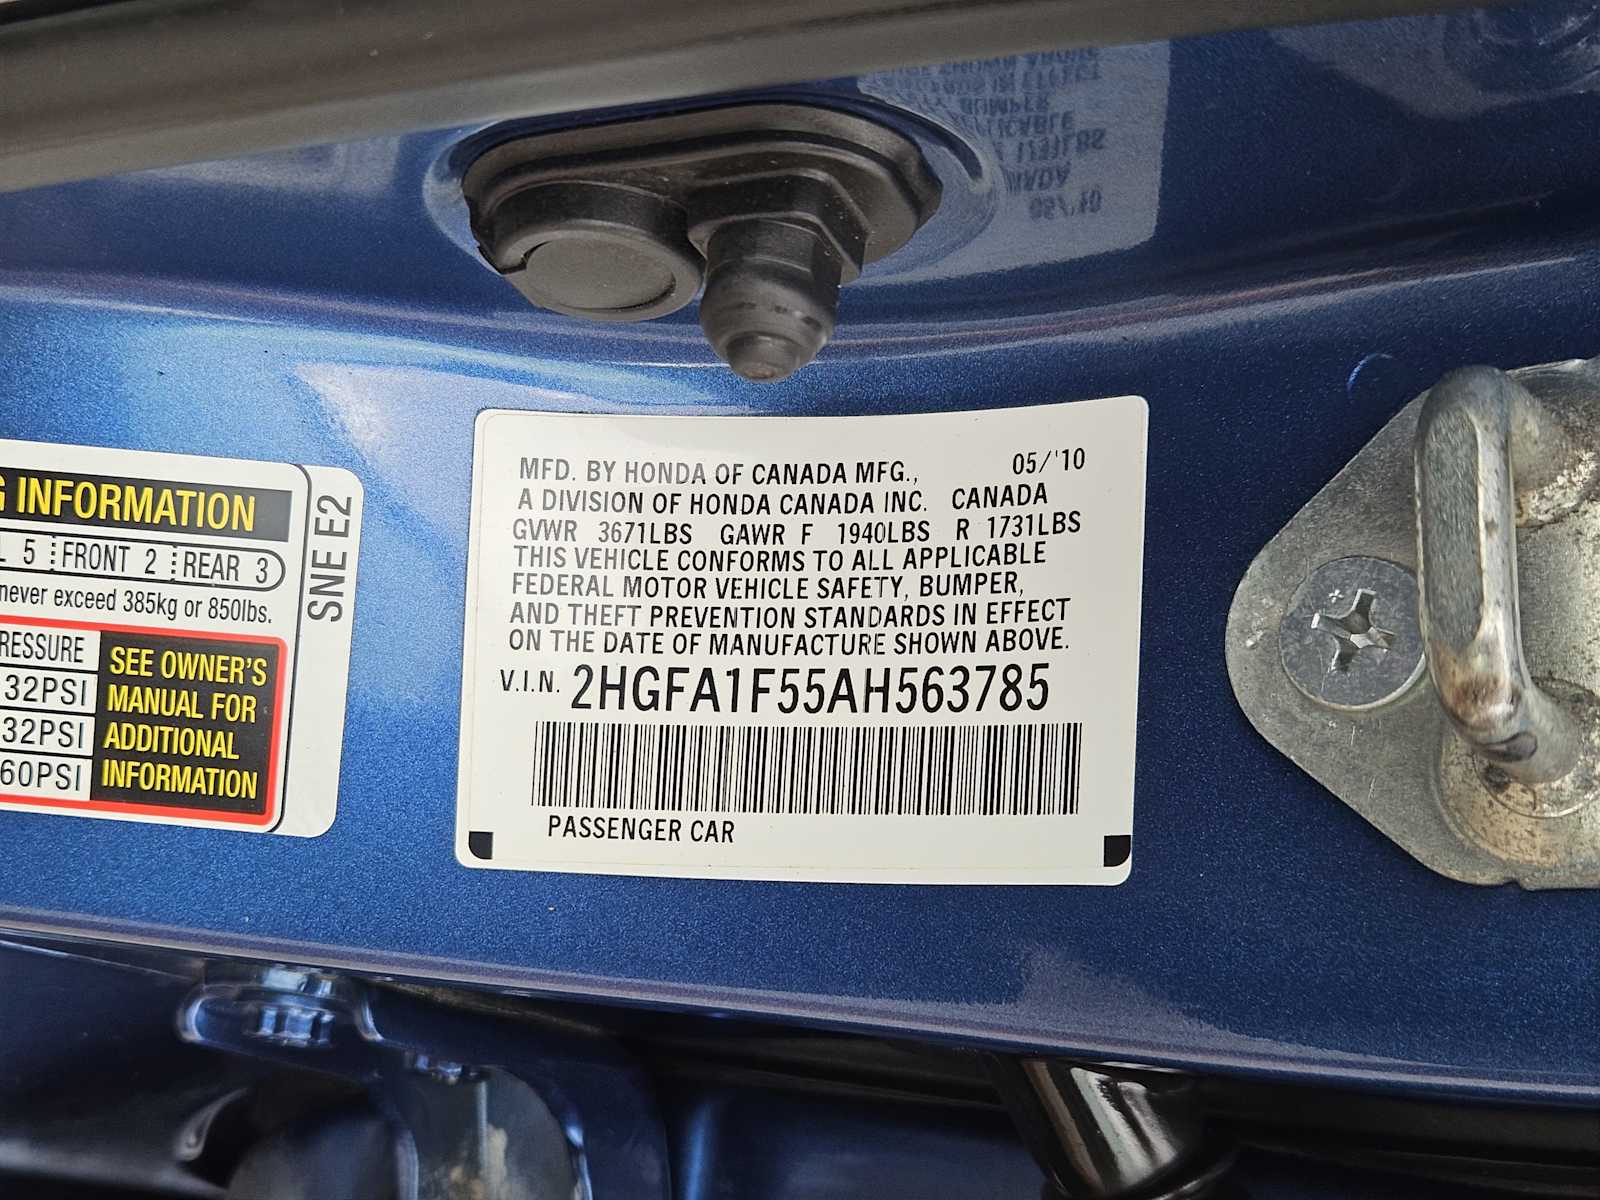 G INFORMATION
L 5 FRONT 2 REAR 3
never exceed 385kg or 850lbs.
RESSURE
32PSI
32PSI
60PSI
SEE OWNER'S
MANUAL FOR
ADDITIONAL
INFORMATION
SNE E2
MFD. BY HONDA OF CANADA MFG., 05/'10
A DIVISION OF HONDA CANADA INC. CANADA
GVWR 3671LBS GAWR F 1940LBS R 1731LBS
THIS VEHICLE CONFORMS TO ALL APPLICABLE
FEDERAL MOTOR VEHICLE SAFETY, BUMPER,
AND THEFT PREVENTION STANDARDS IN EFFECT
ON THE DATE OF MANUFACTURE SHOWN ABOVE.
V.I.N. 2HGFA1F55AH563785
PASSENGER CAR